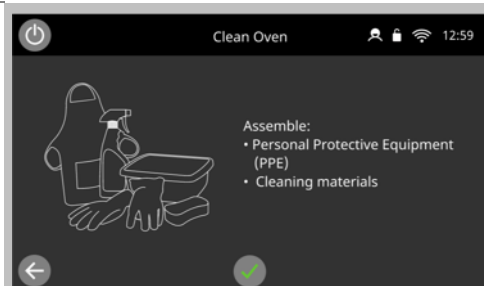 Clean Oven
12:59
Assemble:
• Personal Protective Equipment
(PPE)
• Cleaning materials